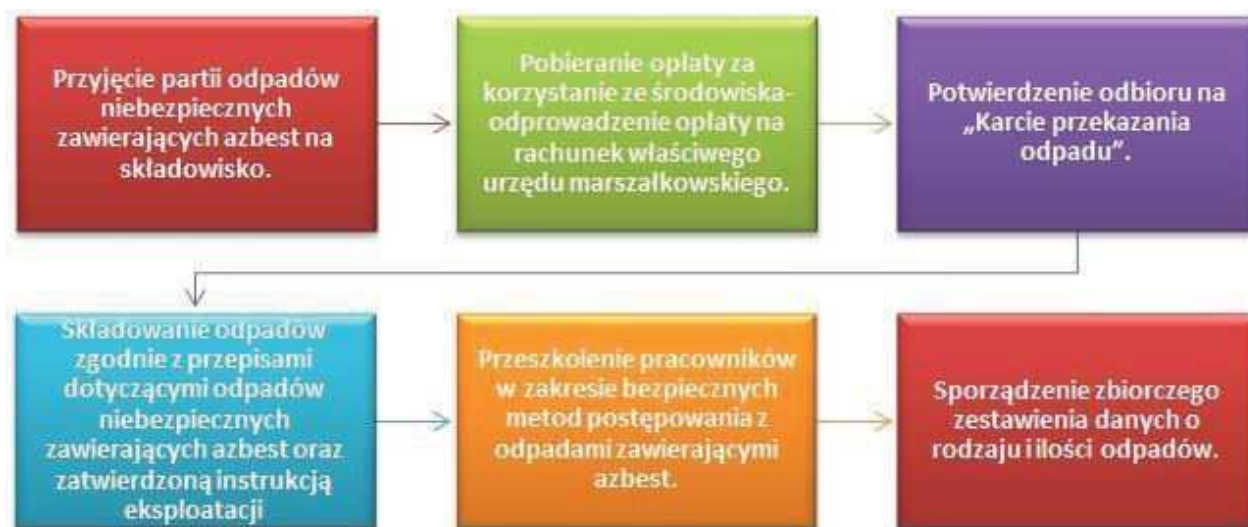 Przyjęcie partii odpadów
niebezpiecznych
zawierających azbest na
składowisko.
Pobieranie opłaty za
korzystanie ze środowiska-
odprowadzenie opłaty na
rachunek właściwego
urzędu marszałkowskiego.
Potwierdzenie odbioru na
„Karcie przekazania
odpadu”.
Składowanie odpadów
zgodnie z przepisami
dotyczącymi odpadów
niebezpiecznych
zawierających azbest oraz
zatwierdzoną instrukcją
eksploatacji
Przeszkolenie pracowników
w zakresie bezpiecznych
metod postępowania z
odpadami zawierającymi
azbest.
Sporządzenie zbiorczego
zestawienia danych o
rodzaju i ilości odpadów.